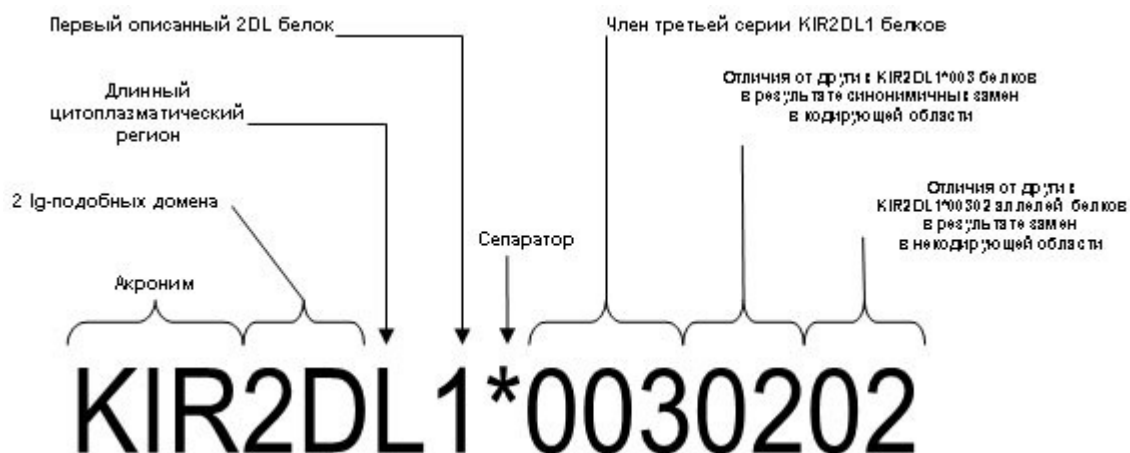 Первый описанный 2DL белок
Член третьей серии KIR2DL1 белков
Длинный
цитоплазматический
регион
Отличия от других KIR2DL1*003 белков
в результате синонимичных замен
в кодирующей области
2 Ig-подобных домена
Отличия от других
KIR2DL1*00302 аллелей белков
в результате замен
в некодирующей области
Сепаратор
Акроним
KIR2DL1*0030202